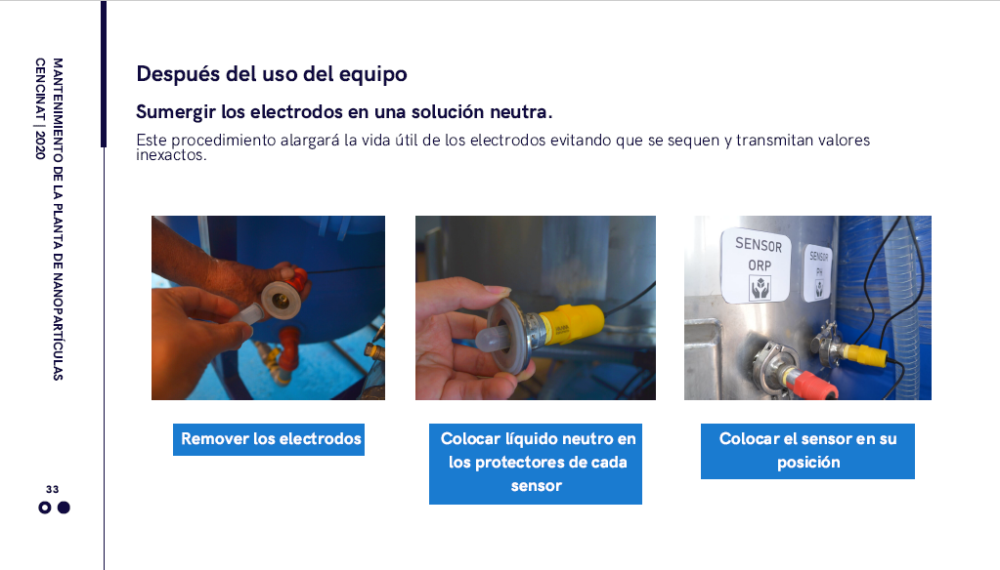 MANTENIMIENTO DE LA PLANTA DE NANOPARTÍCULAS
CENCINAT | 2020
Después del uso del equipo
Sumergir los electrodos en una solución neutra.
Este procedimiento alargará la vida útil de los electrodos evitando que se sequen y transmitan valores
inexactos.
SENSOR
ORP
SENSOR
PH
Remover los electrodos
Colocar líquido neutro en
los protectores de cada
sensor
Colocar el sensor en su
posición
33